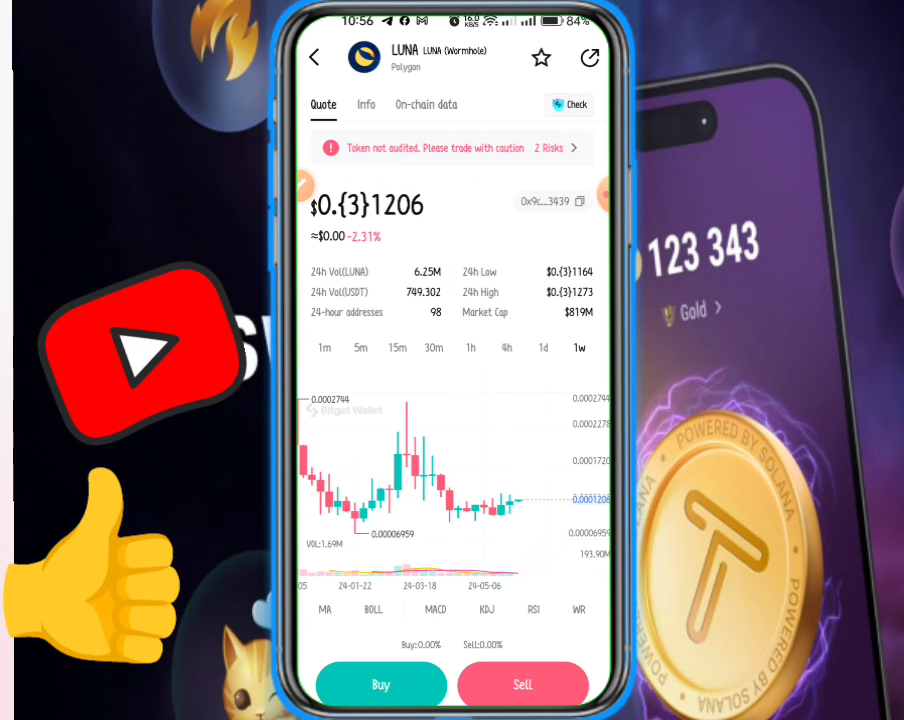 10:56 16.0 KB/S 84%
LUNA LUNA (Wormhole)
Polygon
Quote Info On-chain data Check
Token not audited. Please trade with caution 2 Risks >
$0.{3}1206 0x9c...3439
≈$0.00 -2.31%
24h Vol(LUNA) 6.25M 24h Low $0.{3}1164
24h Vol(USDT) 749.302 24h High $0.{3}1273
24-hour addresses 98 Market Cap $819M
1m 5m 15m 30m 1h 4h 1d 1w
0.0002744 0.0002744
Bitget Wallet
0.0002278
0.0001720
0.0001206
0.00006959 0.00006959
VOL:1.69M 193.90M
05 24-01-22 24-03-18 24-05-06
MA BOLL MACD KDJ RSI WR
Buy:0.00% Sell:0.00%
Buy Sell
123 343
Gold >
POWERED BY SOLANA
POWERED BY SOLANA